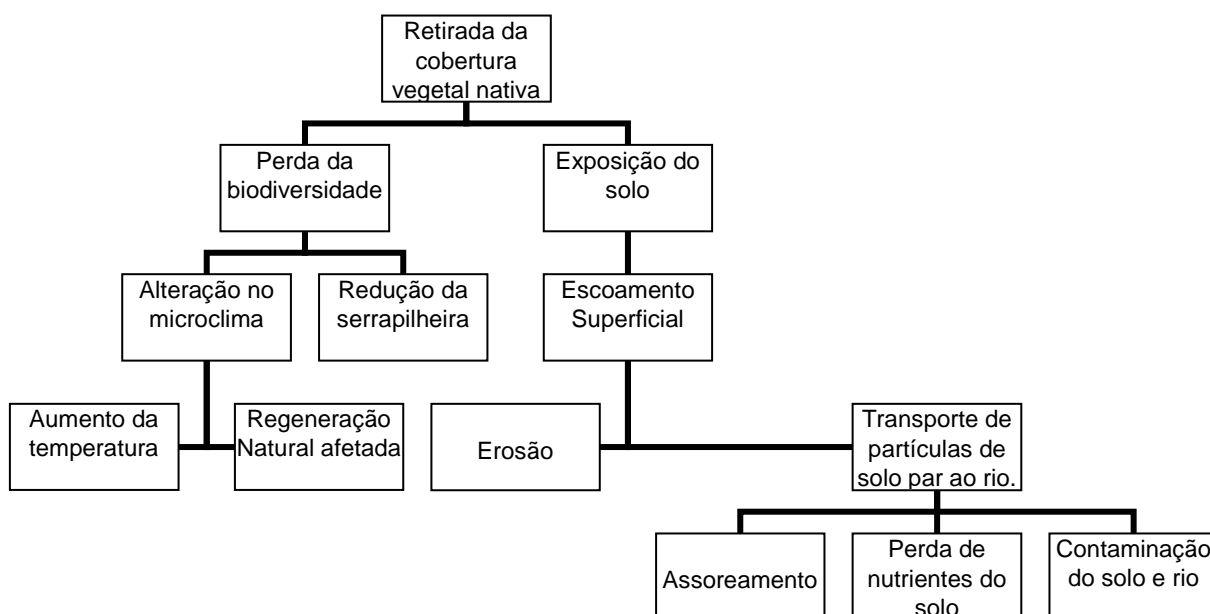 Retirada da
cobertura
vegetal nativa
Perda da
biodiversidade
Exposição do
solo
Alteração no
microclima
Redução da
serrapilheira
Escoamento
Superficial
Aumento da
temperatura
Regeneração
Natural afetada
Erosão
Transporte de
partículas de
solo par ao rio.
Assoreamento
Perda de
nutrientes do
solo
Contaminação
do solo e rio